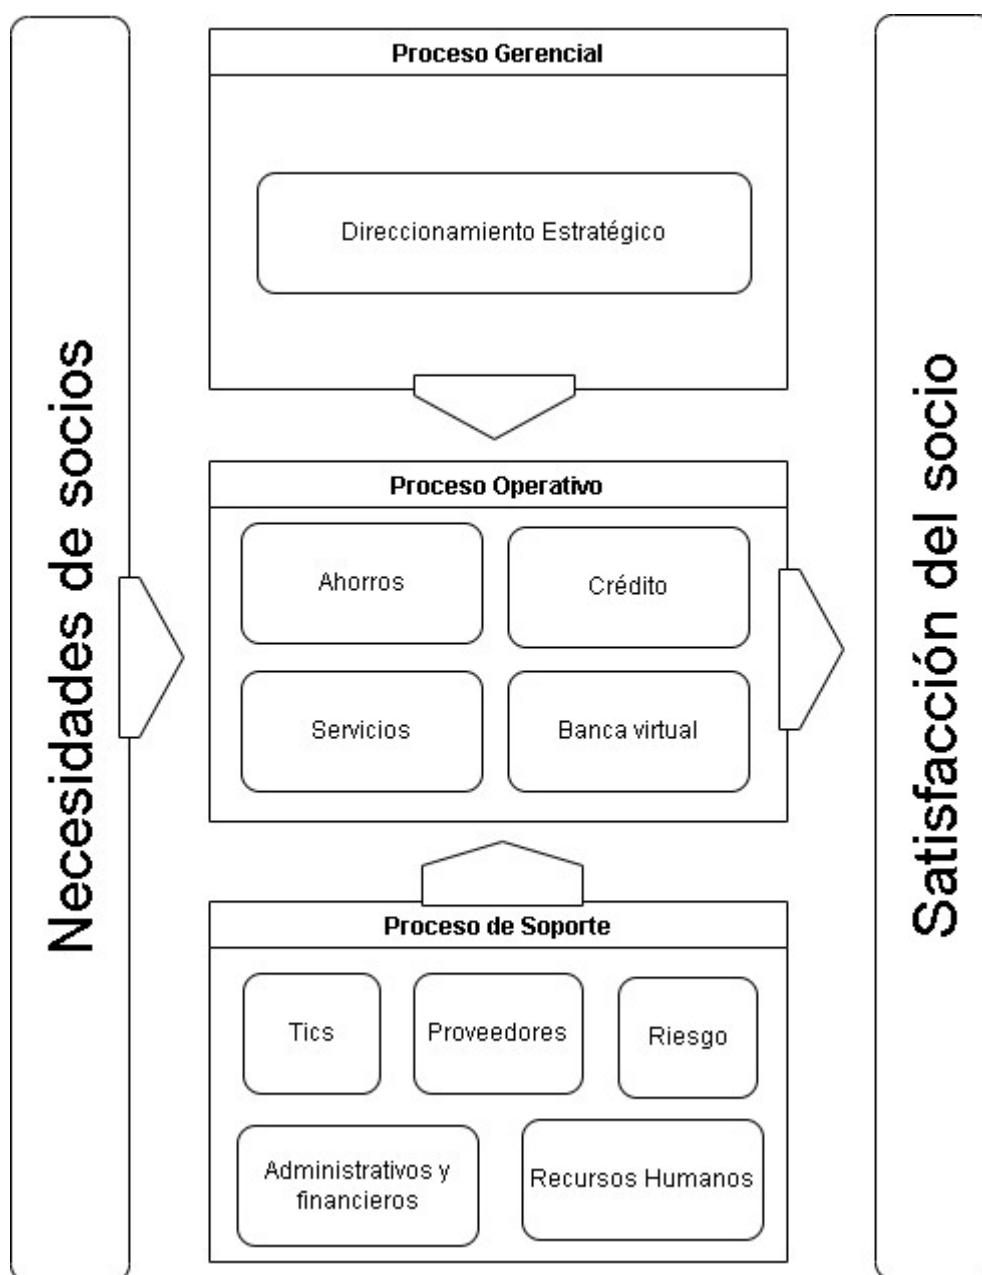 Necesidades de socios
Proceso Gerencial
Direccionamiento Estratégico
Proceso Operativo
Ahorros
Crédito
Servicios
Banca virtual
Proceso de Soporte
Tics
Proveedores
Riesgo
Administrativos y
financieros
Recursos Humanos
Satisfacción del socio